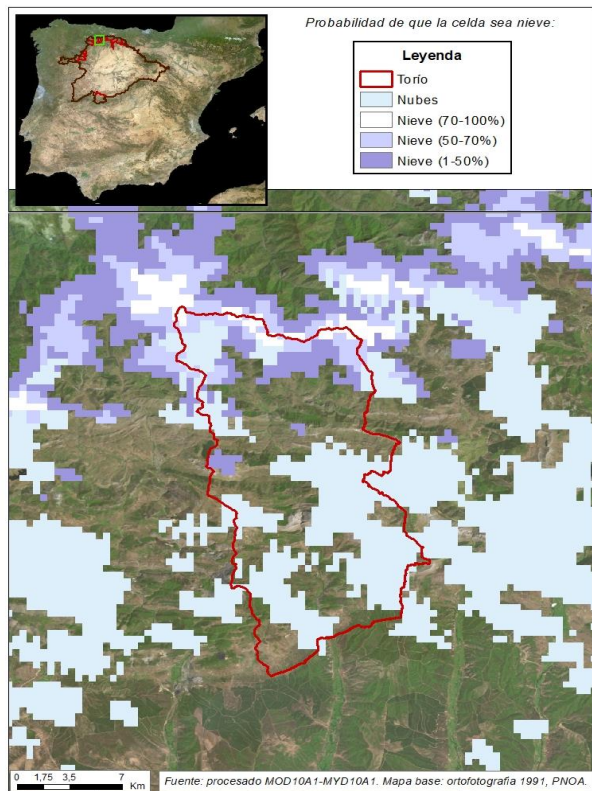 Probabilidad de que la celda sea nieve:
Leyenda
Torío
Nubes
Nieve (70-100%)
Nieve (50-70%)
Nieve (1-50%)
0 1,75 3,5 7
Km
Fuente: procesado MOD10A1-MYD10A1. Mapa base: ortofotografia 1991, PNOA.